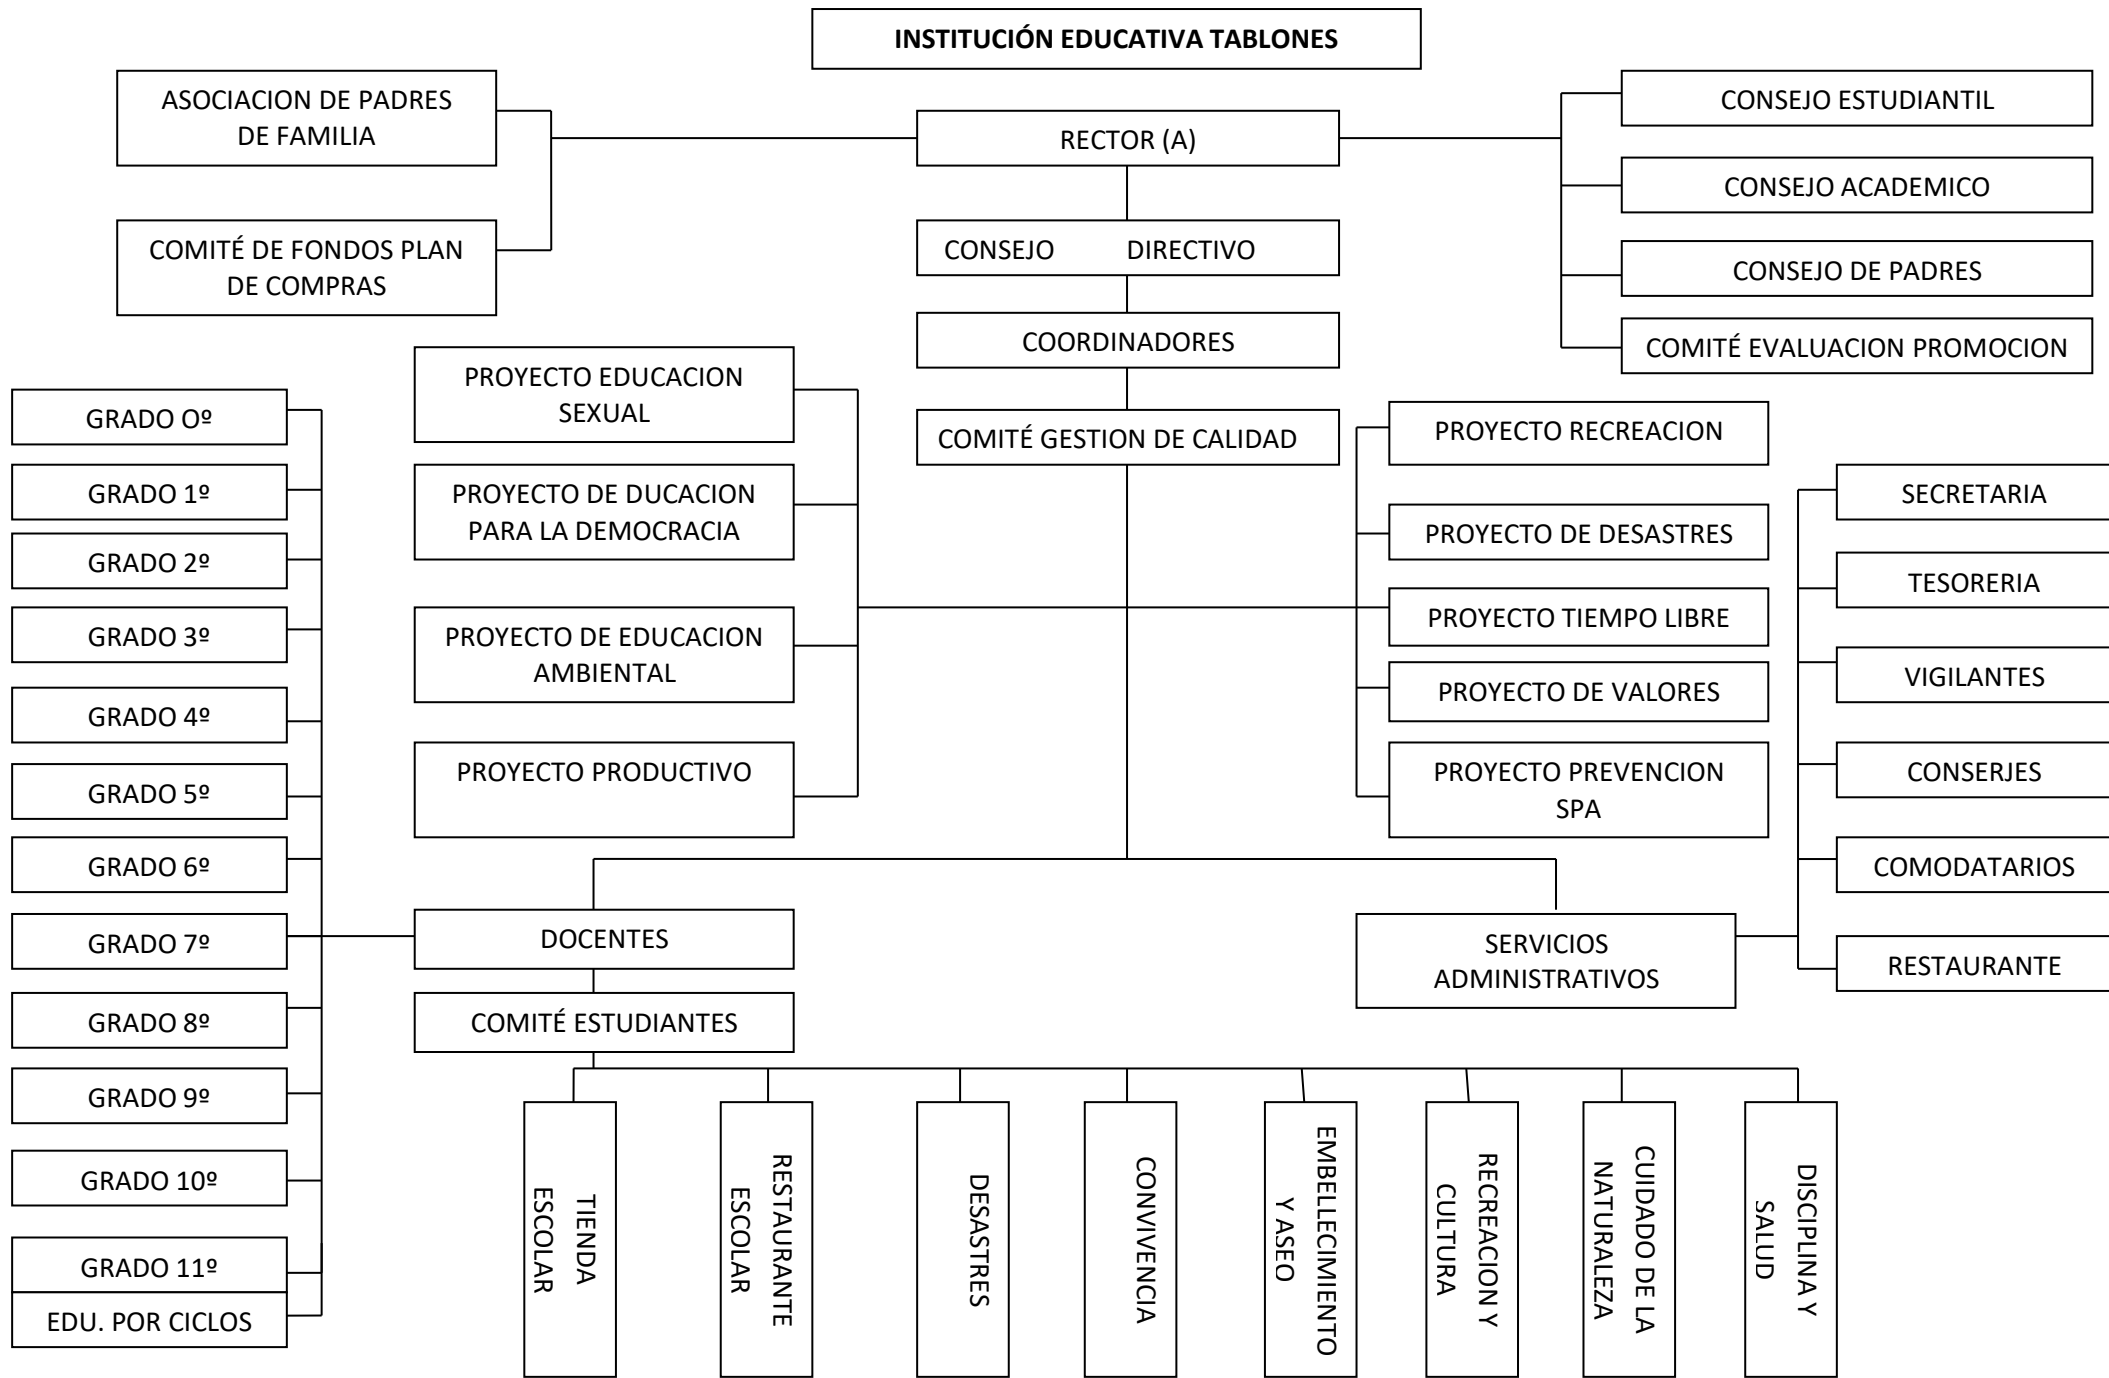 INSTITUCIÓN EDUCATIVA TABLONES
ASOCIACION DE PADRES
DE FAMILIA
RECTOR (A)
CONSEJO ESTUDIANTIL
CONSEJO ACADEMICO
COMITÉ DE FONDOS PLAN
DE COMPRAS
CONSEJO DIRECTIVO
CONSEJO DE PADRES
COORDINADORES
COMITÉ EVALUACION PROMOCION
COMITÉ GESTION DE CALIDAD
PROYECTO EDUCACION
SEXUAL
PROYECTO DE DUCACION
PARA LA DEMOCRACIA
PROYECTO DE EDUCACION
AMBIENTAL
PROYECTO PRODUCTIVO
PROYECTO RECREACION
PROYECTO DE DESASTRES
PROYECTO TIEMPO LIBRE
PROYECTO DE VALORES
PROYECTO PREVENCION
SPA
GRADO Oº
GRADO 1º
GRADO 2º
GRADO 3º
GRADO 4º
GRADO 5º
GRADO 6º
GRADO 7º
GRADO 8º
GRADO 9º
GRADO 10º
GRADO 11º
EDU. POR CICLOS
SECRETARIA
TESORERIA
VIGILANTES
CONSERJES
COMODATARIOS
RESTAURANTE
DOCENTES
SERVICIOS
ADMINISTRATIVOS
COMITÉ ESTUDIANTES
TIENDA
ESCOLAR
RESTAURANTE
ESCOLAR
DESASTRES
CONVIVENCIA
EMBELLECIMIENTO
Y ASEO
RECREACION Y
CULTURA
CUIDADO DE LA
NATURALEZA
DISCIPLINA Y
SALUD